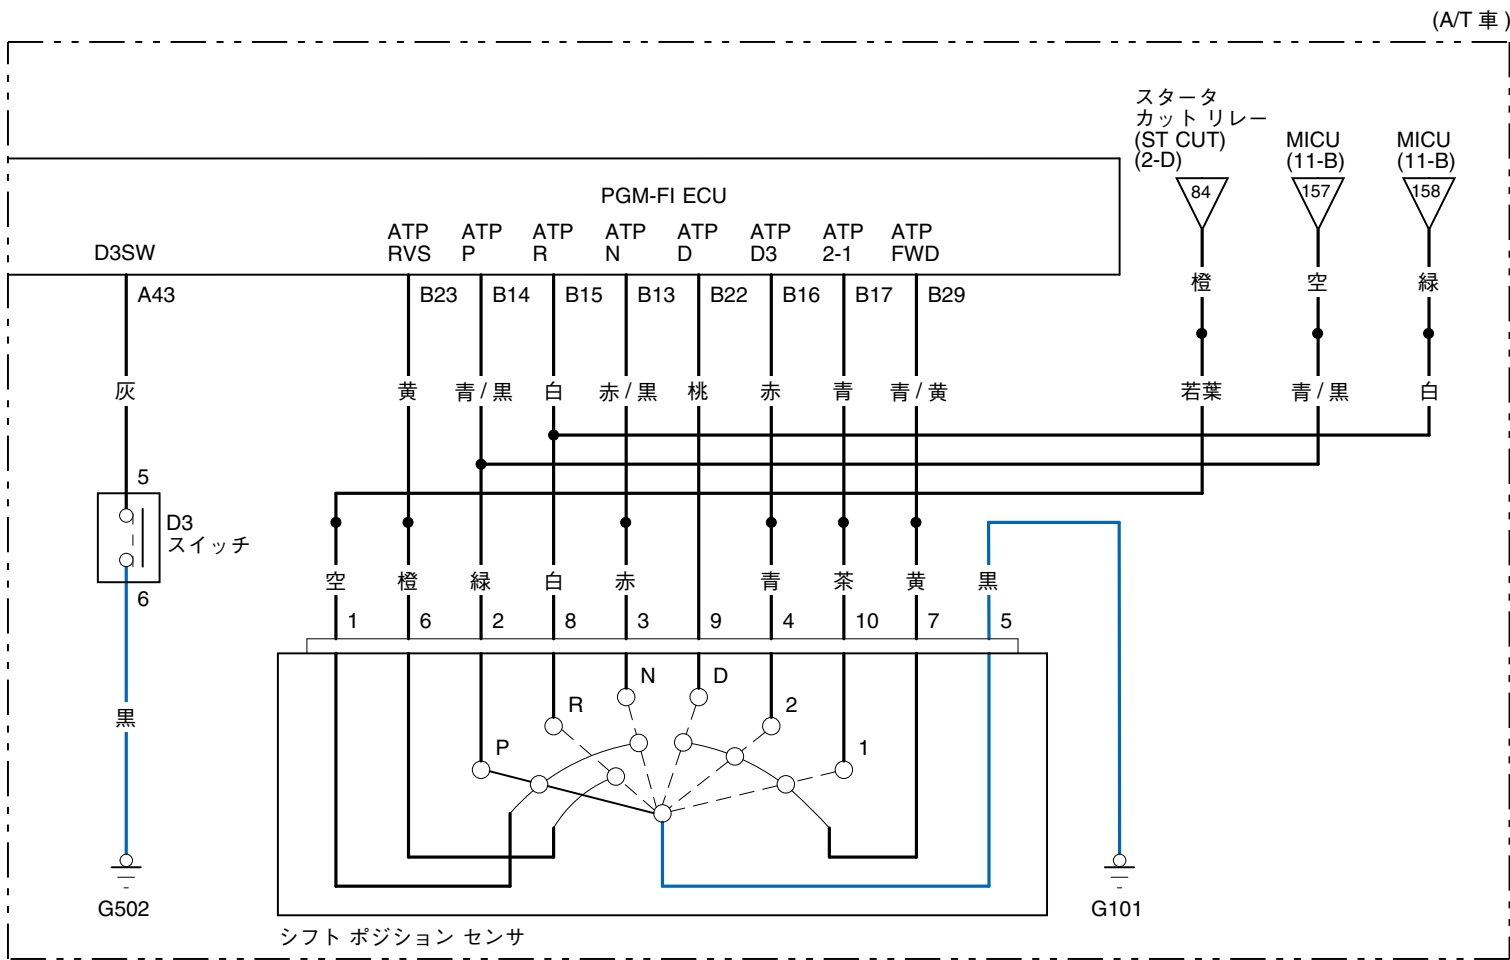 (A/T 車)
スタータ
カット リレー
(ST CUT)
(2-D)
MICU
(11-B)
MICU
(11-B)
84
157
158
PGM-FI ECU
D3SW
ATP
RVS
ATP
P
ATP
R
ATP
N
ATP
D
ATP
D3
ATP
2-1
ATP
FWD
A43
B23
B14
B15
B13
B22
B16
B17
B29
橙
空
緑
灰
黄
青 / 黒
白
赤 / 黒
桃
赤
青
青 / 黄
若葉
青 / 黒
白
5
D3
スイッチ
6
空
橙
緑
白
赤
青
茶
黄
黒
1
6
2
8
3
9
4
10
7
5
黒
P
R
N
D
2
1
G502
G101
シフト ポジション センサ